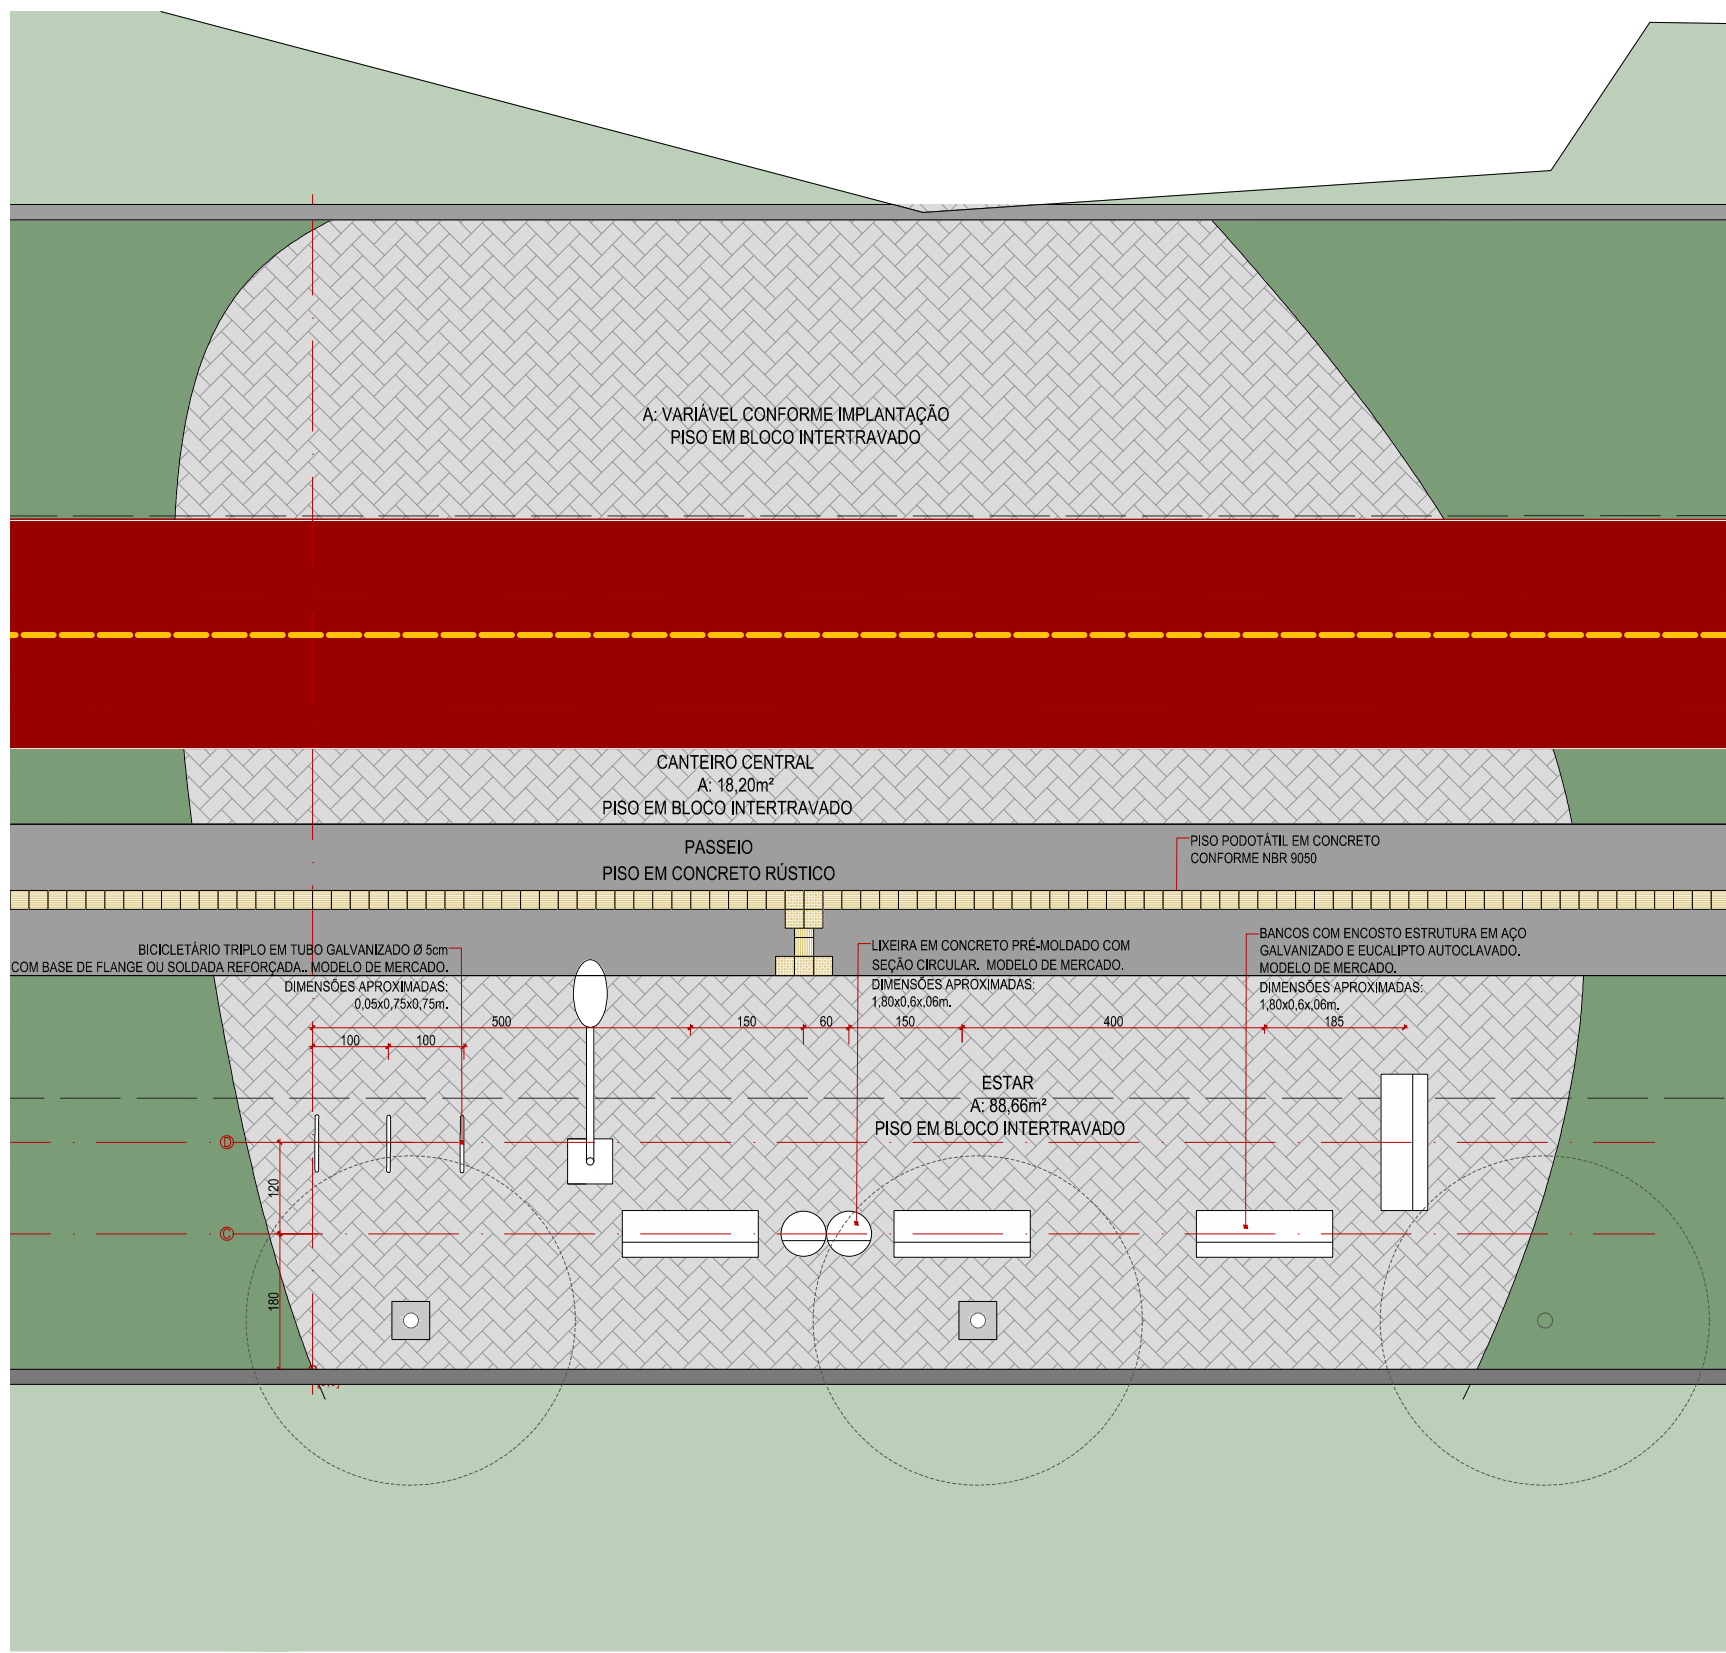 A: VARIÁVEL CONFORME IMPLANTAÇÃO
PISO EM BLOCO INTERTRAVADO
CANTEIRO CENTRAL
A: 18,20m²
PISO EM BLOCO INTERTRAVADO
PASSEIO
PISO EM CONCRETO RÚSTICO
PISO PODOTÁTIL EM CONCRETO
CONFORME NBR 9050
BICICLETÁRIO TRIPLO EM TUBO GALVANIZADO Ø 5cm
COM BASE DE FLANGE OU SOLDADA REFORÇADA.. MODELO DE MERCADO.
DIMENSÕES APROXIMADAS:
0,05x0,75x0,75m.
LIXEIRA EM CONCRETO PRÉ-MOLDADO COM
SEÇÃO CIRCULAR. MODELO DE MERCADO.
DIMENSÕES APROXIMADAS:
1,80x0,6x,06m.
BANCOS COM ENCOSTO ESTRUTURA EM AÇO
GALVANIZADO E EUCALIPTO AUTOCLAVADO.
MODELO DE MERCADO.
DIMENSÕES APROXIMADAS:
1,80x0,6x,06m.
500
150
60
150
400
185
100
100
ESTAR
A: 88,66m²
PISO EM BLOCO INTERTRAVADO
D
120
C
180